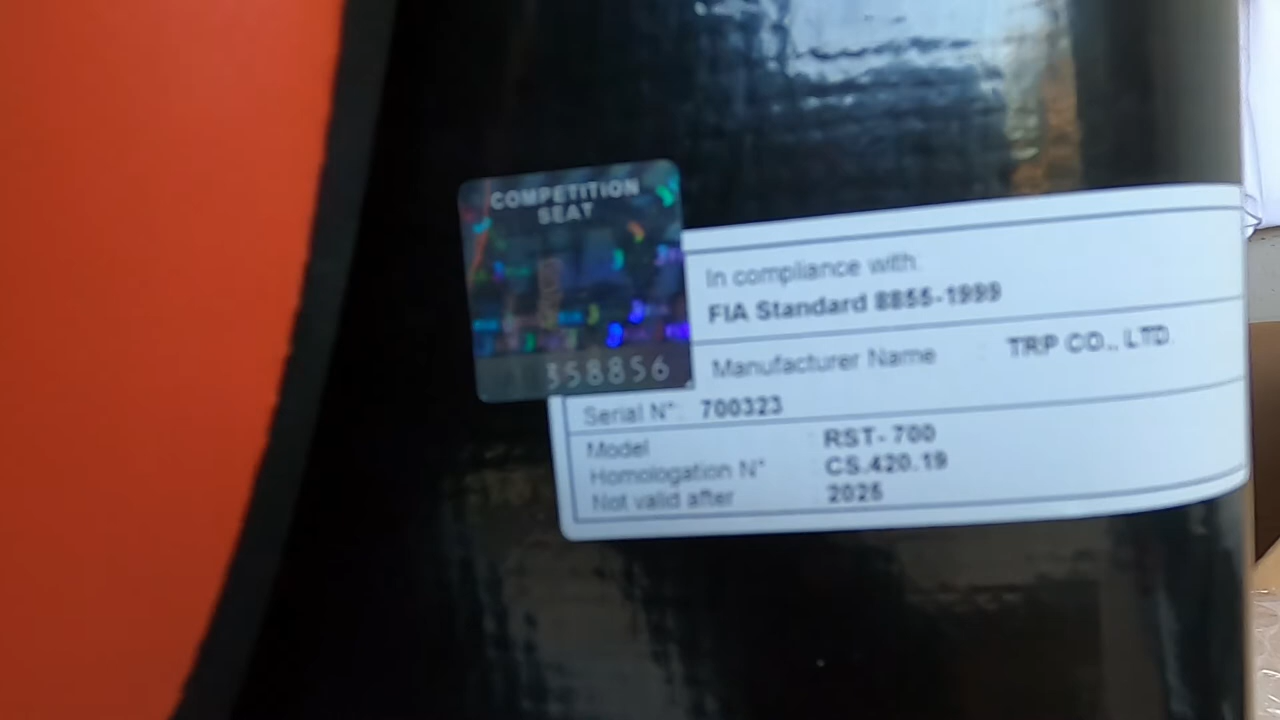 COMPETITION
SEAT
358856
In compliance with:
FIA Standard 8855-1999
Manufacturer Name TRP CO., LTD.
Serial N°: 700323
Model RST- 700
Homologation N° CS.420.19
Not valid after 2025